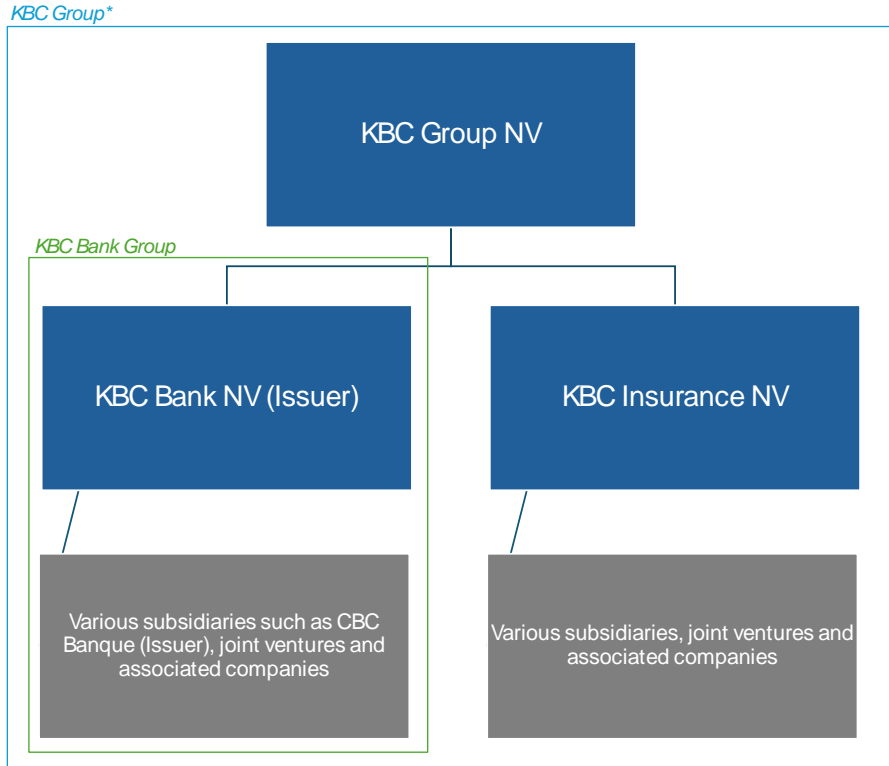 KBC Group*
KBC Group NV
KBC Bank Group
KBC Bank NV (Issuer)
KBC Insurance NV
Various subsidiaries such as CBC
Banque (Issuer), joint ventures and
associated companies
Various subsidiaries, joint ventures and
associated companies